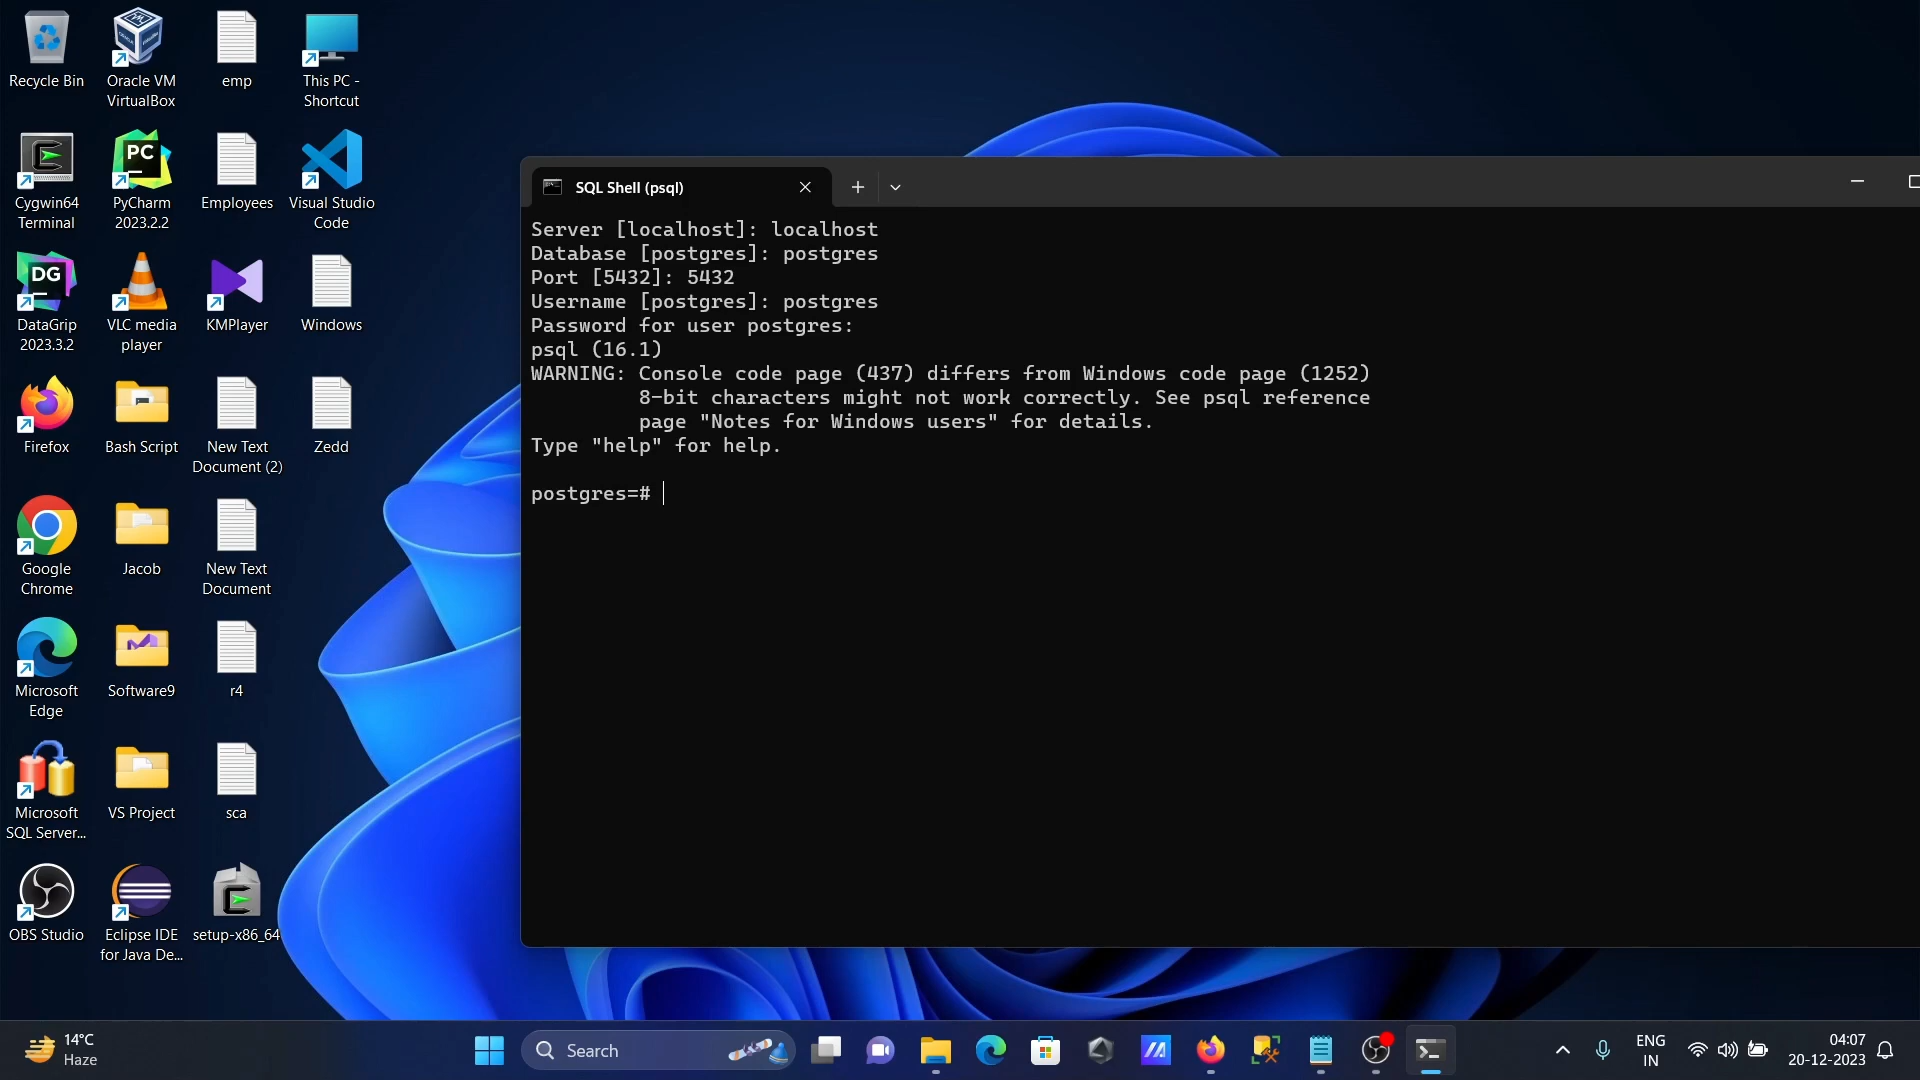 Recycle Bin
Oracle VM
VirtualBox
emp
This PC -
Shortcut
Cygwin64
Terminal
PC
PyCharm
2023.2.2
Employees
Visual Studio
Code
DG
DataGrip
2023.3.2
VLC media
player
KMPlayer
Windows
Firefox
Bash Script
New Text
Document (2)
Zedd
Google
Chrome
Jacob
New Text
Document
Microsoft
Edge
Software9
r4
Microsoft
SQL Server...
VS Project
sca
OBS Studio
Eclipse IDE
for Java De...
setup-x86_64
SQL Shell (psql)
Server [localhost]: localhost
Database [postgres]: postgres
Port [5432]: 5432
Username [postgres]: postgres
Password for user postgres:
psql (16.1)
WARNING: Console code page (437) differs from Windows code page (1252)
8-bit characters might not work correctly. See psql reference
page "Notes for Windows users" for details.
Type "help" for help.
postgres=#
14°C
Haze
Search
ENG
IN
04:07
20-12-2023